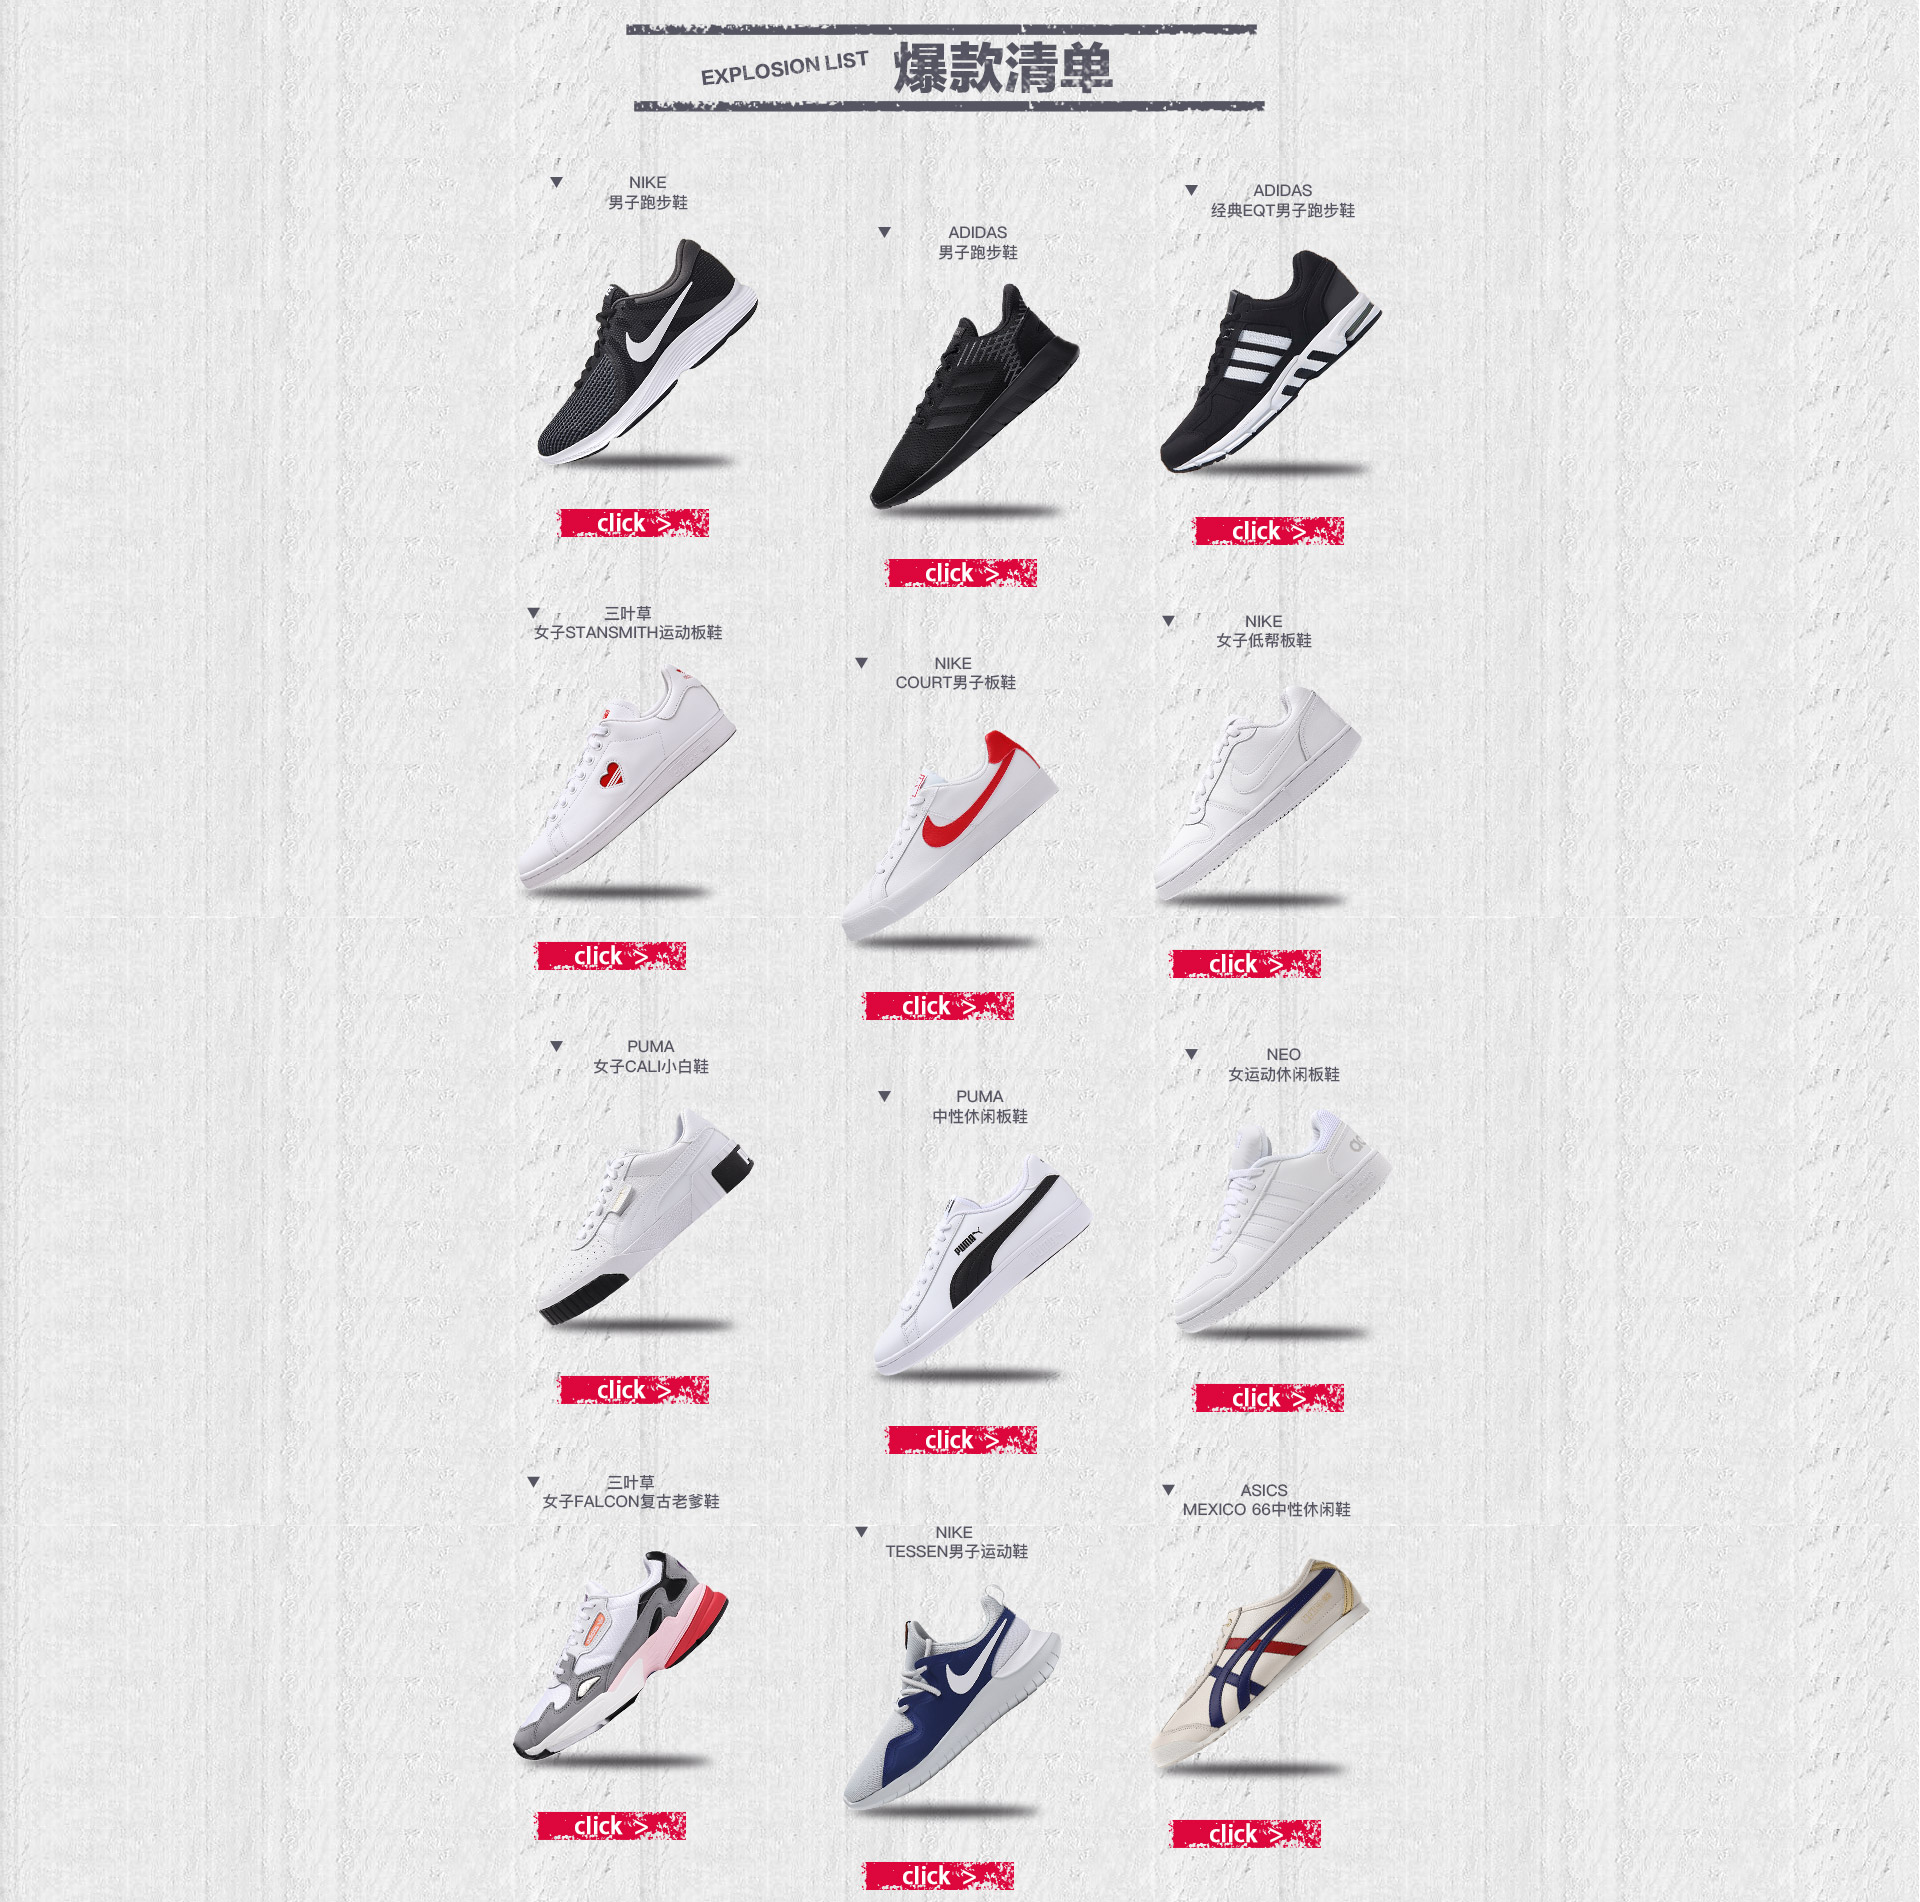 EXPLOSION LIST 爆款清单
NIKE
男子跑步鞋
ADIDAS
男子跑步鞋
ADIDAS
经典EQT男子跑步鞋
click >
click >
click >
三叶草
女子STANSMITH运动板鞋
NIKE
COURT男子板鞋
NIKE
女子低帮板鞋
click >
click >
click >
PUMA
女子CALI小白鞋
PUMA
中性休闲板鞋
NEO
女运动休闲板鞋
PUMA
click >
click >
click >
三叶草
女子FALCON复古老爹鞋
NIKE
TESSEN男子运动鞋
ASICS
MEXICO 66中性休闲鞋
click >
click >
click >